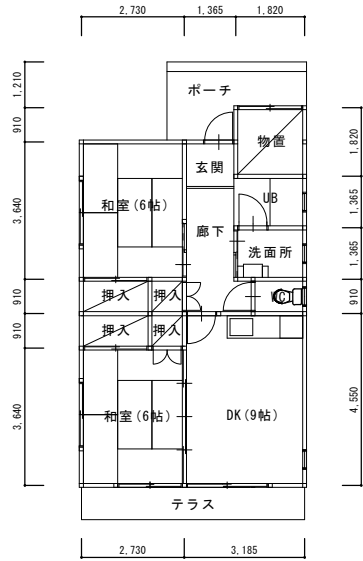 2,730 1,365 1,820
1,210
910
3,640
910
910
3,640
ポーチ
物置
玄関
UB
和室(6帖)
廊下
洗面所
押入 押入
押入 押入
和室(6帖) DK(9帖)
テラス
1,820
1,365
1,365
910
4,550
2,730 3,185